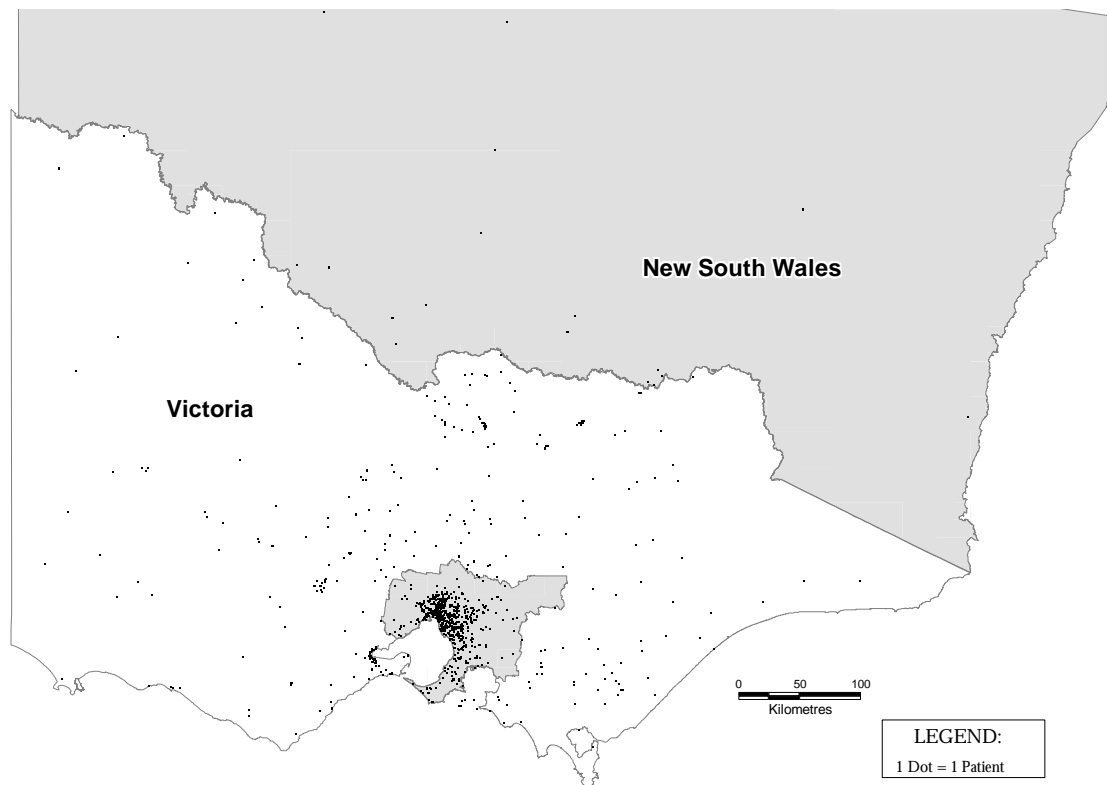 New South Wales
Victoria
0 50 100
Kilometres
LEGEND:
1 Dot = 1 Patient